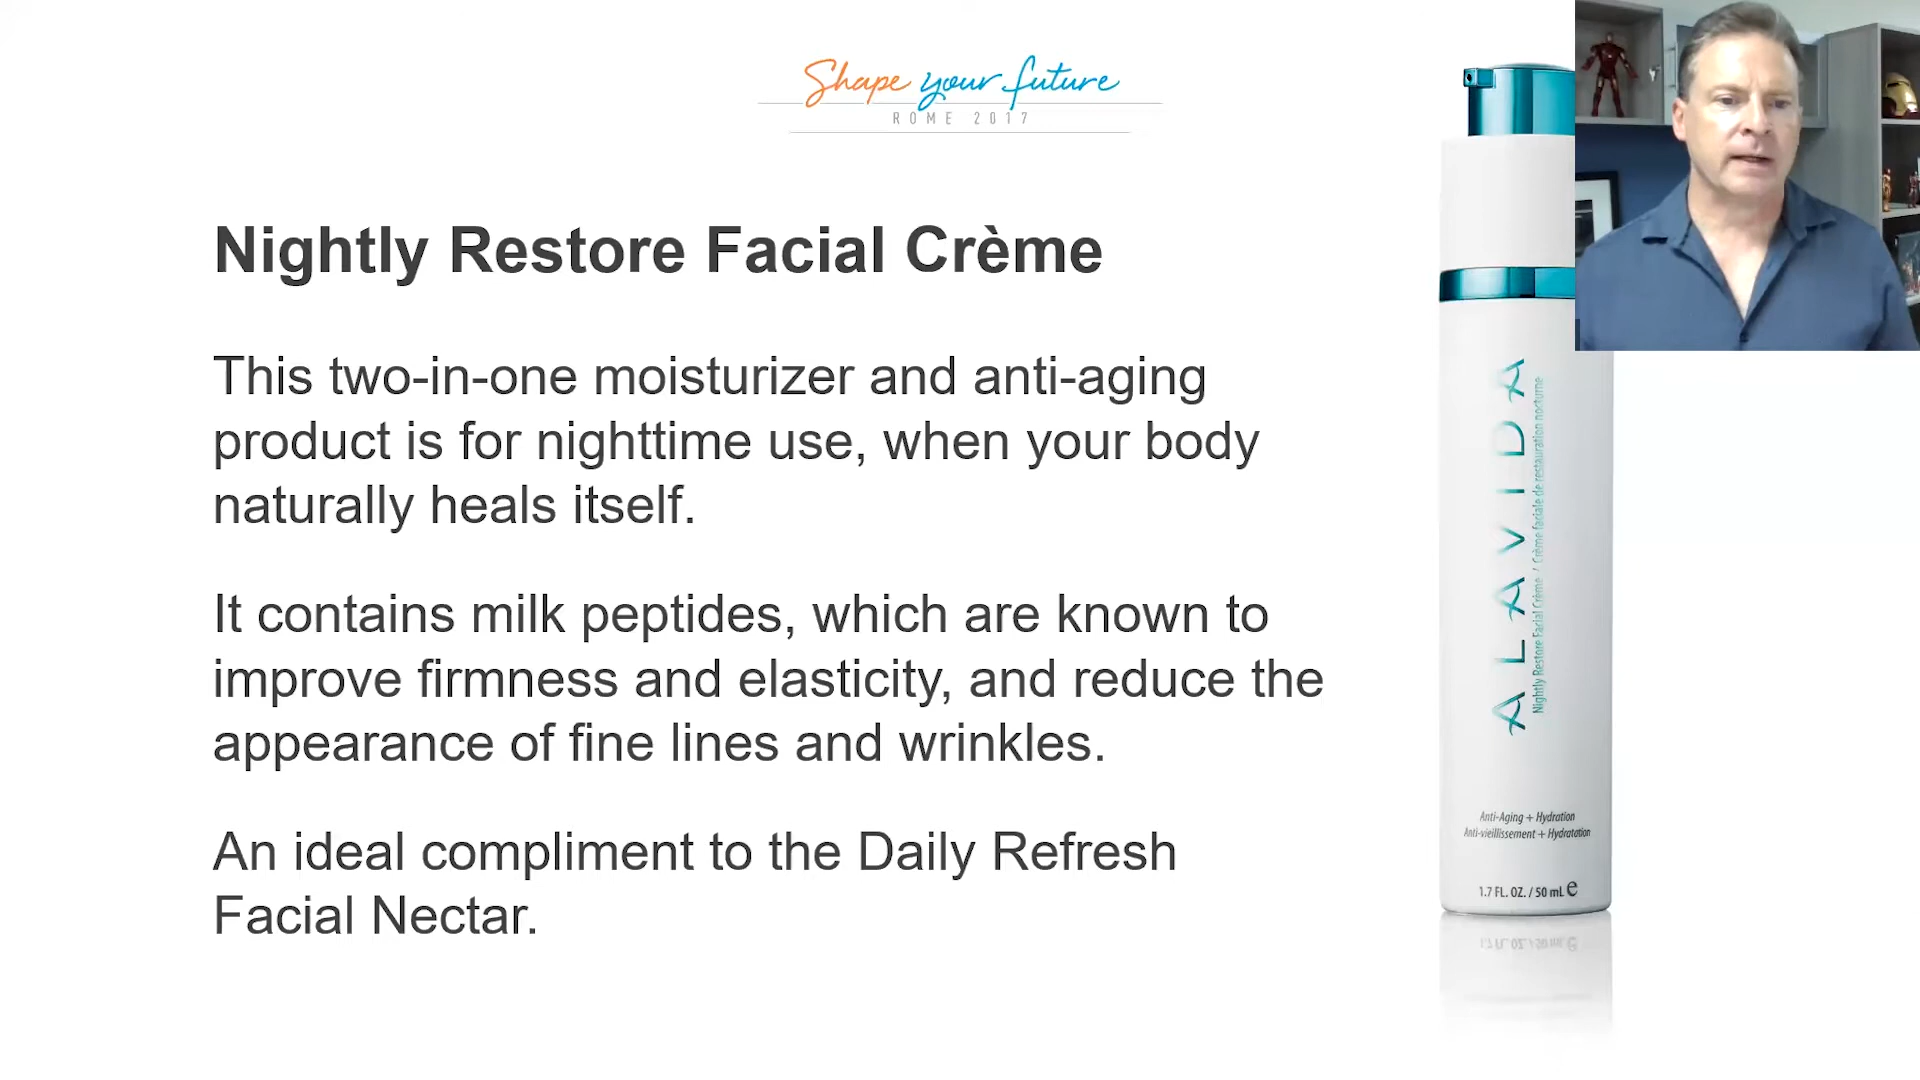 Shape your future
ROME 2017
Nightly Restore Facial Crème
This two-in-one moisturizer and anti-aging
product is for nighttime use, when your body
naturally heals itself.
It contains milk peptides, which are known to
improve firmness and elasticity, and reduce the
appearance of fine lines and wrinkles.
An ideal compliment to the Daily Refresh
Facial Nectar.
ALAVIDA
Nightly Restore Facial Crème / Crème faciale de restauration nocturne
Anti-Aging + Hydration
Anti-vieillissement + Hydratation
1.7 FL. OZ. / 50 mL e